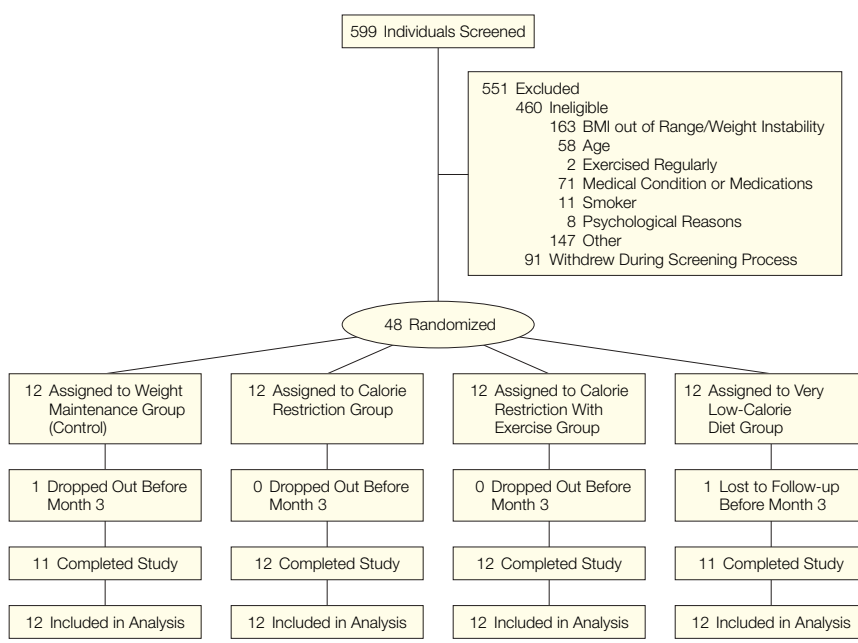 599 Individuals Screened
551 Excluded
460 Ineligible
163 BMI out of Range/Weight Instability
58 Age
2 Exercised Regularly
71 Medical Condition or Medications
11 Smoker
8 Psychological Reasons
147 Other
91 Withdrew During Screening Process
48 Randomized
12 Assigned to Weight
Maintenance Group
(Control)
12 Assigned to Calorie
Restriction Group
12 Assigned to Calorie
Restriction With
Exercise Group
12 Assigned to Very
Low-Calorie
Diet Group
1 Dropped Out Before
Month 3
0 Dropped Out Before
Month 3
0 Dropped Out Before
Month 3
1 Lost to Follow-up
Before Month 3
11 Completed Study
12 Completed Study
12 Completed Study
11 Completed Study
12 Included in Analysis
12 Included in Analysis
12 Included in Analysis
12 Included in Analysis